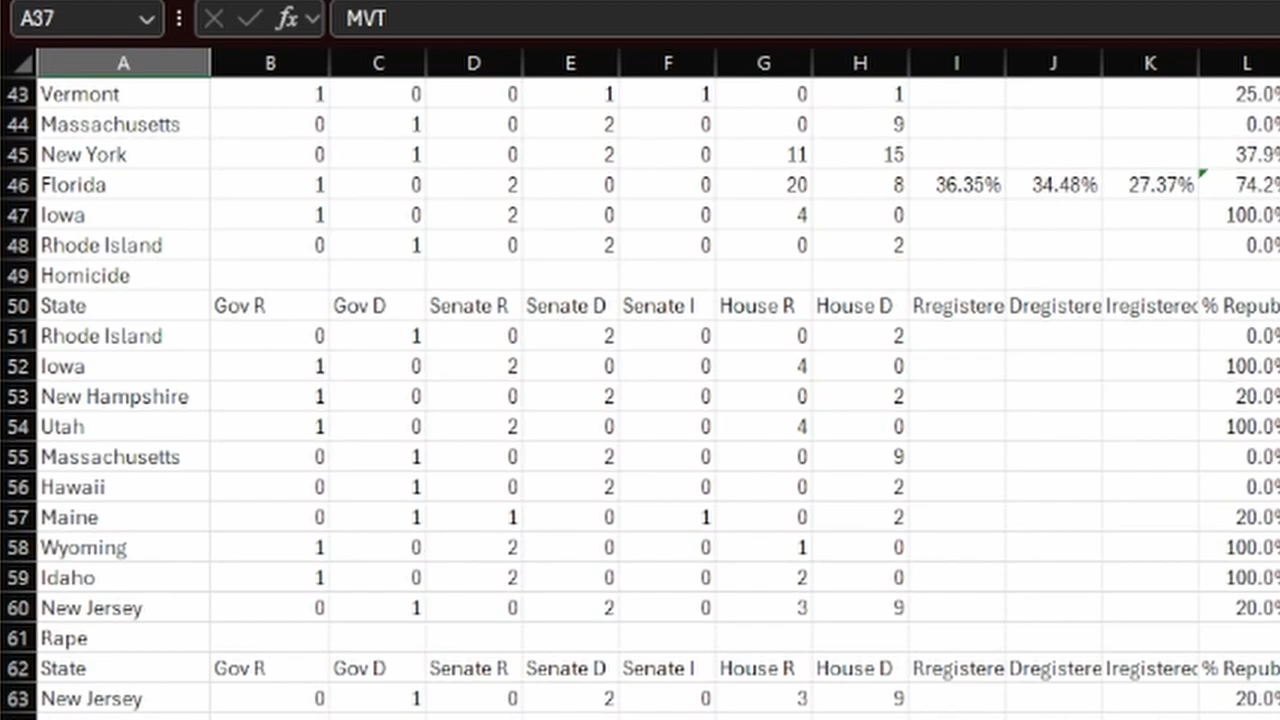 A37 fx MVT
A B C D E F G H I J K L
43 Vermont 1 0 0 1 1 0 1 25.0%
44 Massachusetts 0 1 0 2 0 0 9 0.0%
45 New York 0 1 0 2 0 11 15 37.9%
46 Florida 1 0 2 0 0 20 8 36.35% 34.48% 27.37% 74.2%
47 Iowa 1 0 2 0 0 4 0 100.0%
48 Rhode Island 0 1 0 2 0 0 2 0.0%
49 Homicide
50 State Gov R Gov D Senate R Senate D Senate I House R House D Rregistere Dregistere Iregisterec % Repub
51 Rhode Island 0 1 0 2 0 0 2 0.0%
52 Iowa 1 0 2 0 0 4 0 100.0%
53 New Hampshire 1 0 0 2 0 0 2 20.0%
54 Utah 1 0 2 0 0 4 0 100.0%
55 Massachusetts 0 1 0 2 0 0 9 0.0%
56 Hawaii 0 1 0 2 0 0 2 0.0%
57 Maine 0 1 1 0 1 0 2 20.0%
58 Wyoming 1 0 2 0 0 1 0 100.0%
59 Idaho 1 0 2 0 0 2 0 100.0%
60 New Jersey 0 1 0 2 0 3 9 20.0%
61 Rape
62 State Gov R Gov D Senate R Senate D Senate I House R House D Rregistere Dregistere Iregisterec % Repub
63 New Jersey 0 1 0 2 0 3 9 20.0%